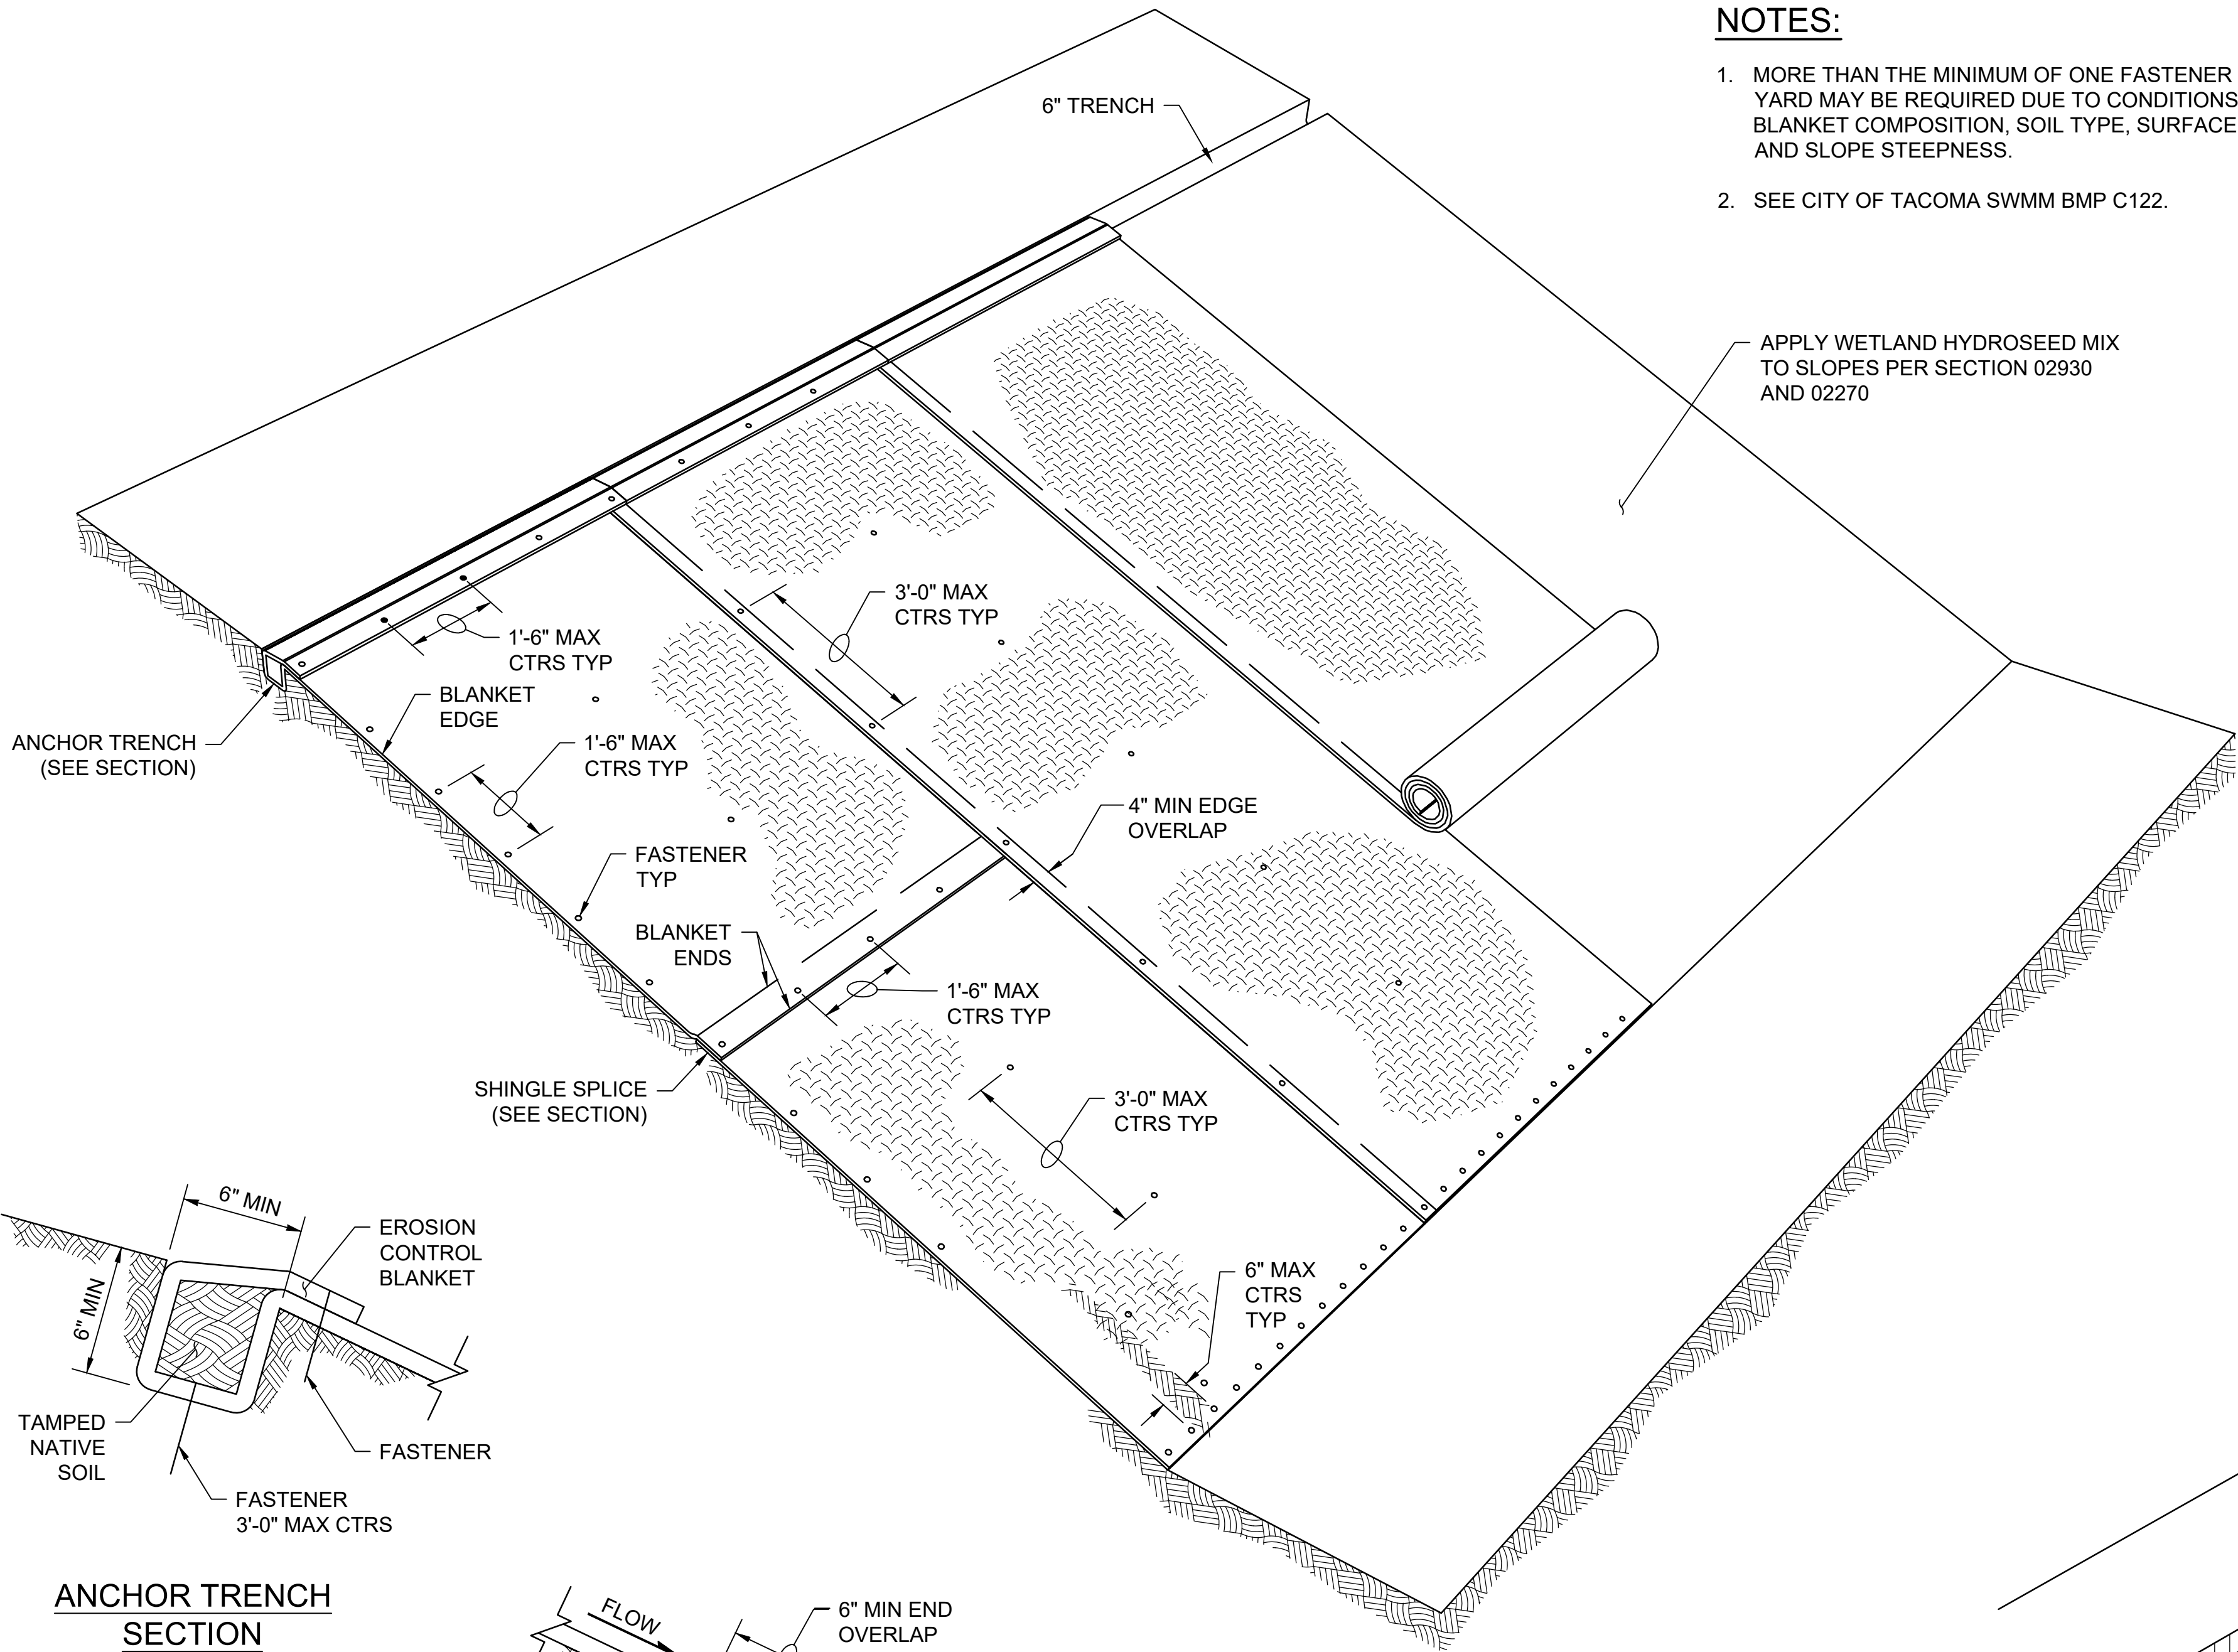 NOTES:
1. MORE THAN THE MINIMUM OF ONE FASTENER
YARD MAY BE REQUIRED DUE TO CONDITIONS
BLANKET COMPOSITION, SOIL TYPE, SURFACE
AND SLOPE STEEPNESS.
2. SEE CITY OF TACOMA SWMM BMP C122.
6" TRENCH
APPLY WETLAND HYDROSEED MIX
TO SLOPES PER SECTION 02930
AND 02270
3'-0" MAX
CTRS TYP
1'-6" MAX
CTRS TYP
BLANKET
EDGE
ANCHOR TRENCH
(SEE SECTION)
1'-6" MAX
CTRS TYP
4" MIN EDGE
OVERLAP
FASTENER
TYP
BLANKET
ENDS
1'-6" MAX
CTRS TYP
SHINGLE SPLICE
(SEE SECTION)
3'-0" MAX
CTRS TYP
6" MAX
CTRS
TYP
6" MIN
EROSION
CONTROL
BLANKET
6" MIN
TAMPED
NATIVE
SOIL
FASTENER
FASTENER
3'-0" MAX CTRS
ANCHOR TRENCH
SECTION
FLOW
6" MIN END
OVERLAP